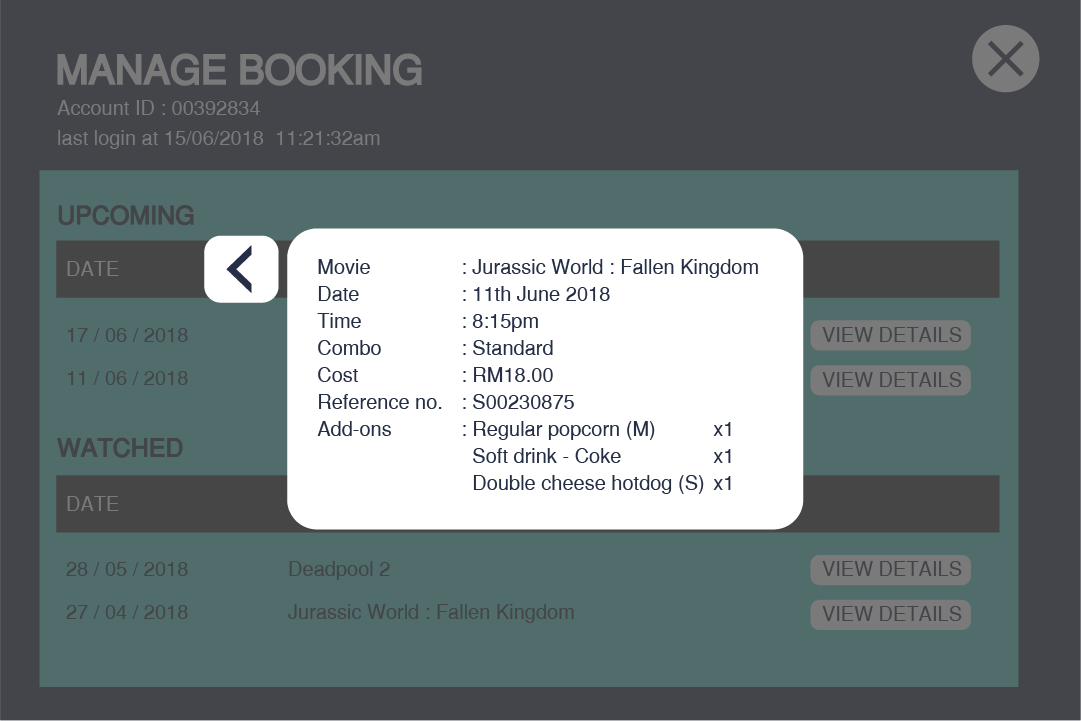 MANAGE BOOKING
Account ID : 00392834
last login at 15/06/2018 11:21:32am
UPCOMING
DATE
17 / 06 / 2018
VIEW DETAILS
11 / 06 / 2018
VIEW DETAILS
Movie : Jurassic World : Fallen Kingdom
Date : 11th June 2018
Time : 8:15pm
Combo : Standard
Cost : RM18.00
Reference no. : S00230875
Add-ons : Regular popcorn (M) x1
Soft drink - Coke x1
Double cheese hotdog (S) x1
WATCHED
DATE
28 / 05 / 2018 Deadpool 2 VIEW DETAILS
27 / 04 / 2018 Jurassic World : Fallen Kingdom VIEW DETAILS